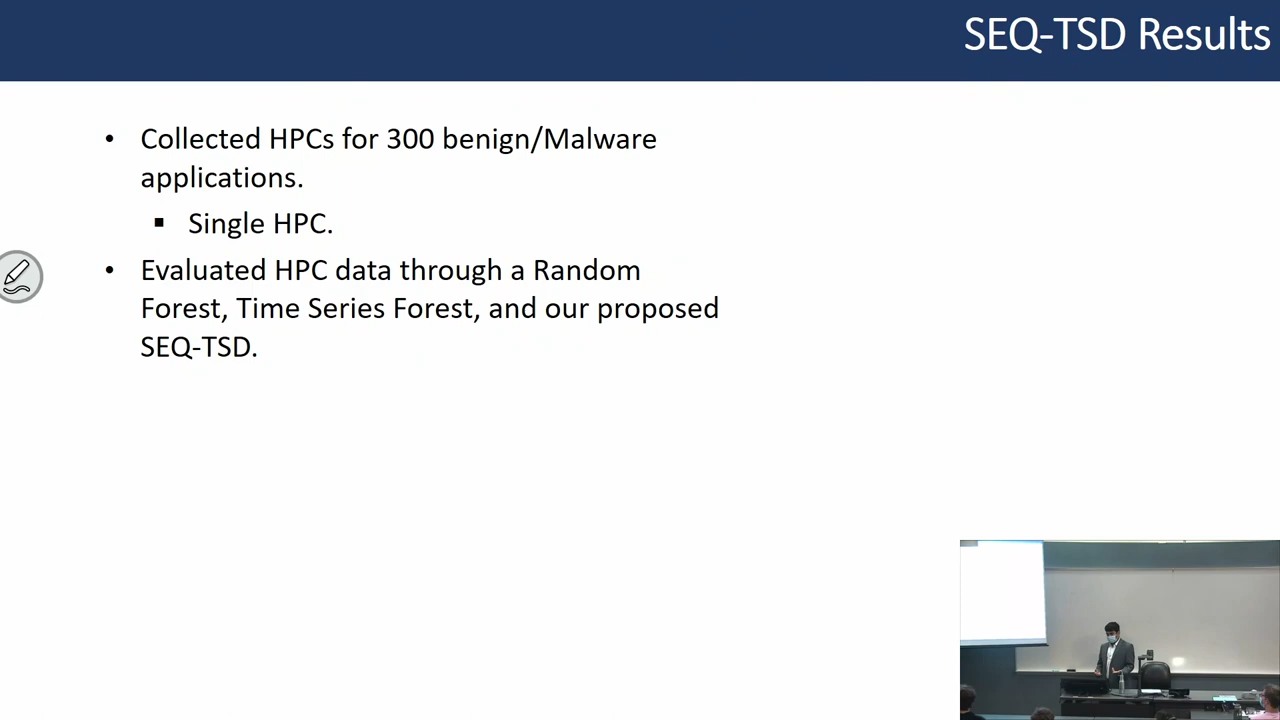 SEQ-TSD Results
• Collected HPCs for 300 benign/Malware
applications.
▪ Single HPC.
• Evaluated HPC data through a Random
Forest, Time Series Forest, and our proposed
SEQ-TSD.